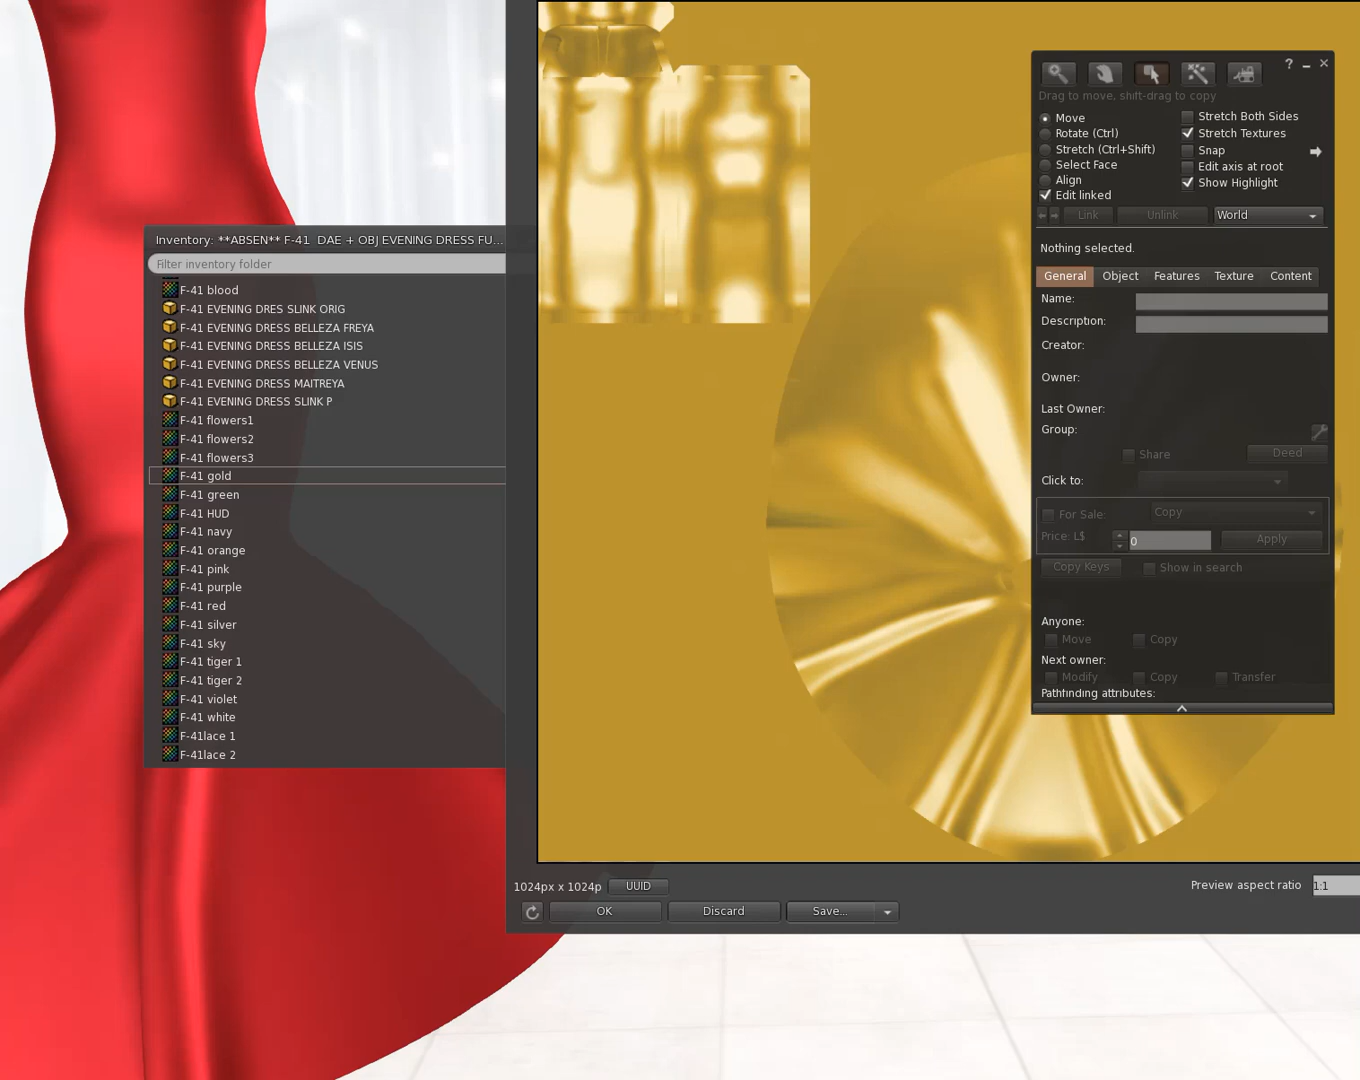 Inventory: **ABSEN** F-41  DAE + OBJ EVENING DRESS FU...
Filter inventory folder
F-41 blood
F-41 EVENING DRES SLINK ORIG
F-41 EVENING DRESS BELLEZA FREYA
F-41 EVENING DRESS BELLEZA ISIS
F-41 EVENING DRESS BELLEZA VENUS
F-41 EVENING DRESS MAITREYA
F-41 EVENING DRESS SLINK P
F-41 flowers1
F-41 flowers2
F-41 flowers3
F-41 gold
F-41 green
F-41 HUD
F-41 navy
F-41 orange
F-41 pink
F-41 purple
F-41 red
F-41 silver
F-41 sky
F-41 tiger 1
F-41 tiger 2
F-41 violet
F-41 white
F-41lace 1
F-41lace 2
1024px x 1024p
UUID
Preview aspect ratio
1:1
OK
Discard
Save...
? _ ×
Drag to move, shift-drag to copy
Move
Rotate (Ctrl)
Stretch (Ctrl+Shift)
Select Face
Align
Edit linked
Stretch Both Sides
Stretch Textures
Snap
Edit axis at root
Show Highlight
Link
Unlink
World
Nothing selected.
General Object Features Texture Content
Name:
Description:
Creator:
Owner:
Last Owner:
Group:
Share
Deed
Click to:
For Sale:
Copy
Price: L$
0
Apply
Copy Keys
Show in search
Anyone:
Move
Copy
Next owner:
Modify
Copy
Transfer
Pathfinding attributes: